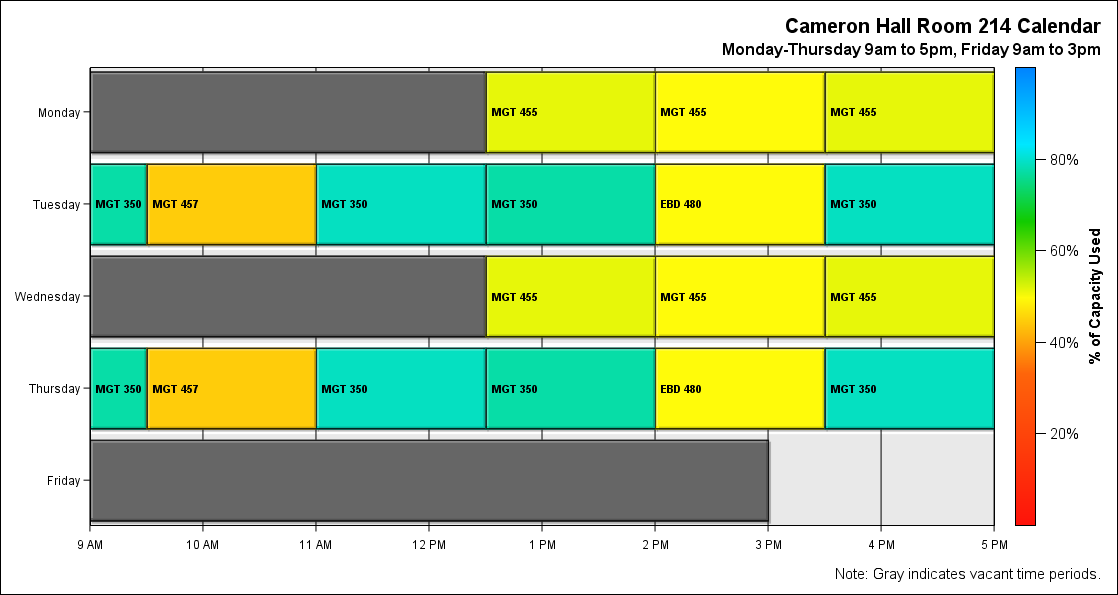 Cameron Hall Room 214 Calendar
Monday-Thursday 9am to 5pm, Friday 9am to 3pm
Monday
MGT 455 MGT 455 MGT 455
Tuesday
MGT 350 MGT 457 MGT 350 MGT 350 EBD 480 MGT 350
Wednesday
MGT 455 MGT 455 MGT 455
Thursday
MGT 350 MGT 457 MGT 350 MGT 350 EBD 480 MGT 350
Friday
9 AM 10 AM 11 AM 12 PM 1 PM 2 PM 3 PM 4 PM 5 PM
80%
60%
40%
20%
% of Capacity Used
Note: Gray indicates vacant time periods.